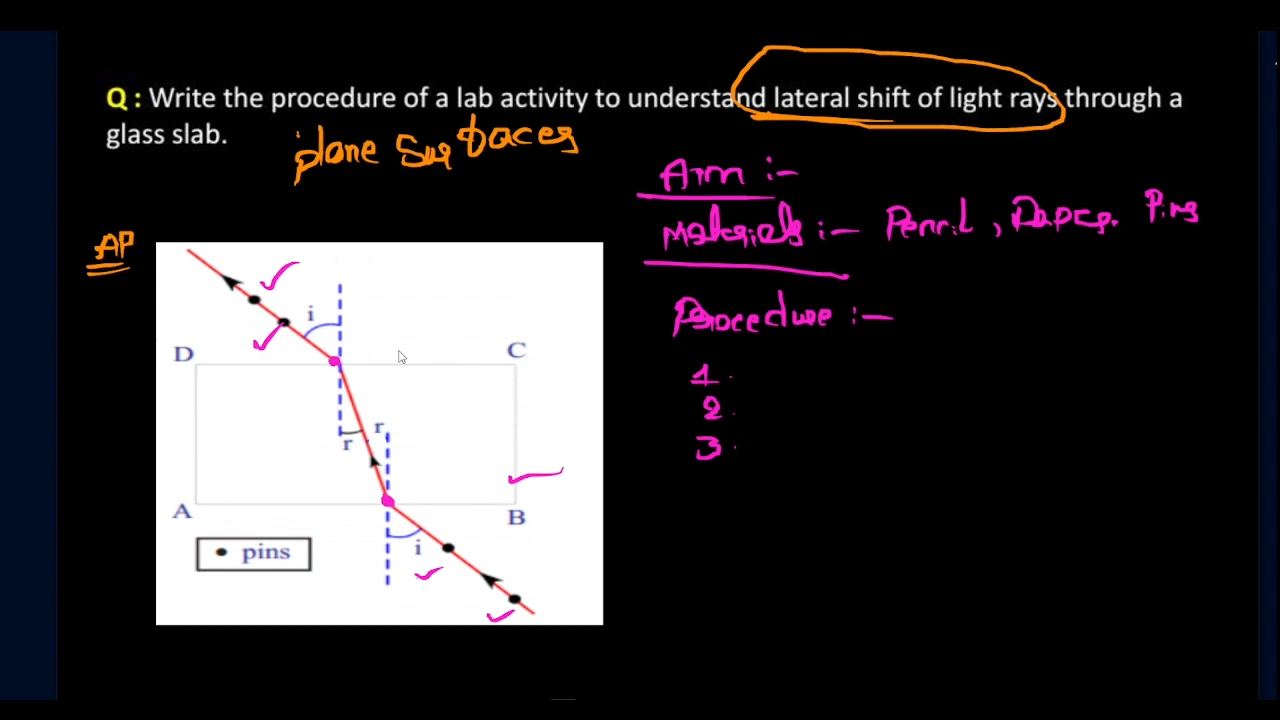 Q : Write the procedure of a lab activity to understand lateral shift of light rays through a
glass slab.
plane Surfaces
Aim :-
Materials :- Pencil, Paper. Pins
AP
Procedure :-
1.
2.
3.
i
D
C
r
r
A
B
i
pins